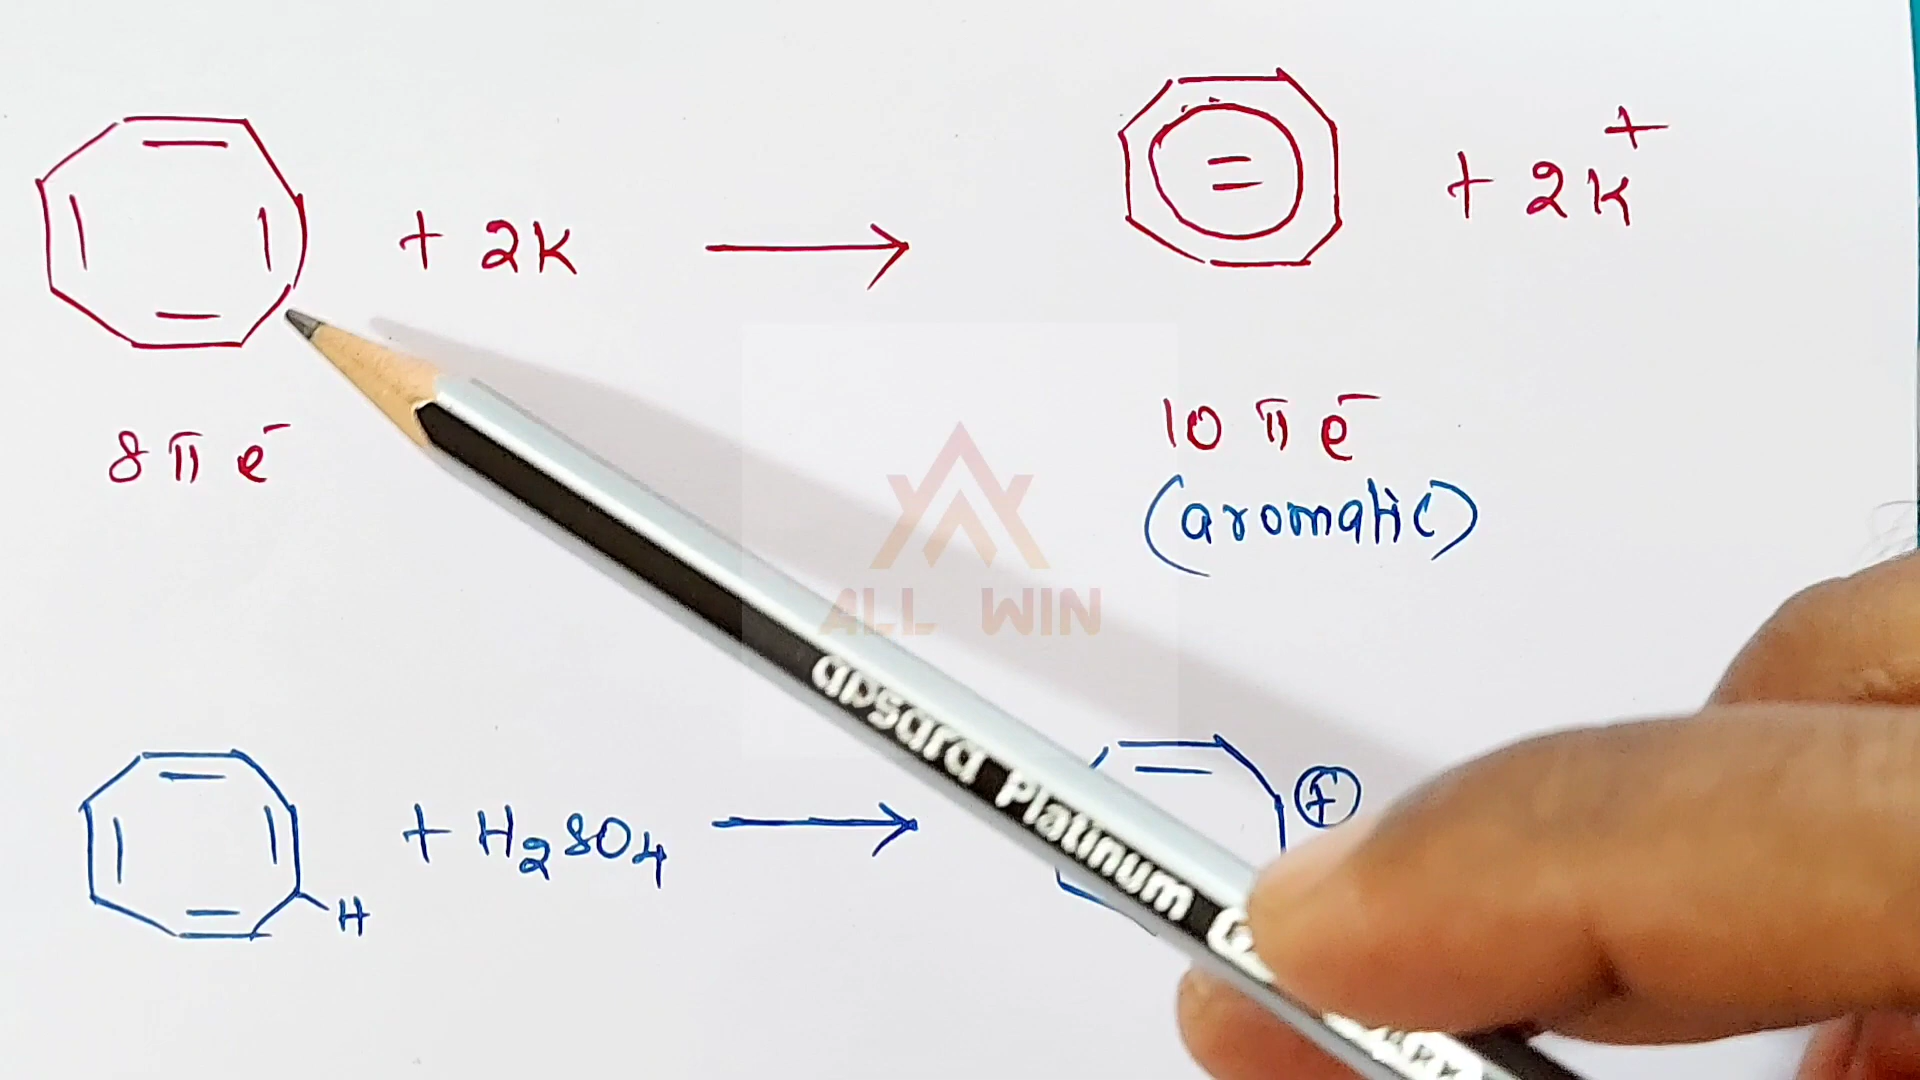 + 2K + 2K⁺
8 π e⁻
10 π e⁻
(aromatic)
ALL WIN
apsara Platinum
+ H₂SO₄ ⊕
H